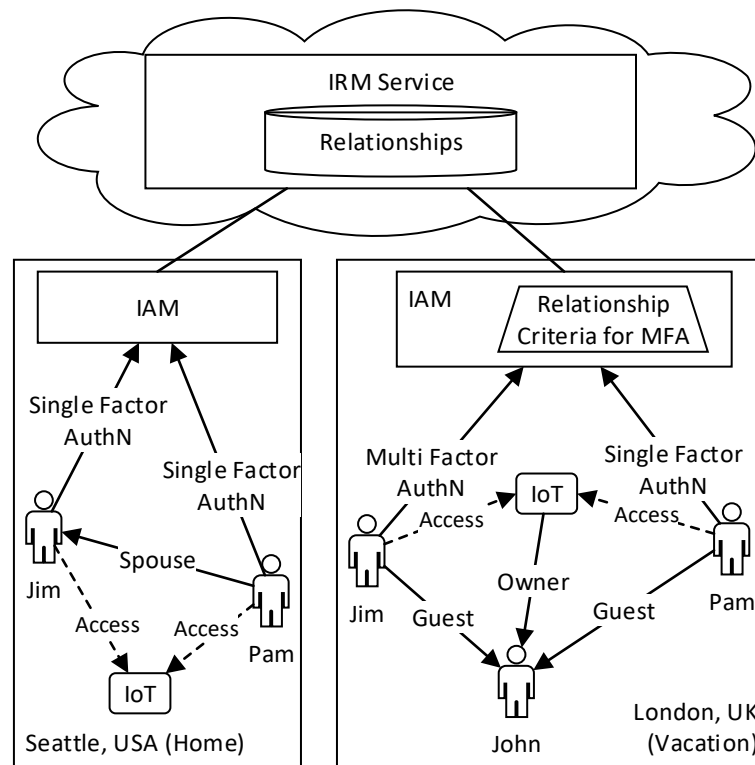 IRM Service
Relationships
IAM
Single Factor
AuthN
Single Factor
AuthN
Spouse
Jim
Access
Access
Pam
IoT
Seattle, USA (Home)
IAM
Relationship
Criteria for MFA
Multi Factor
AuthN
Single Factor
AuthN
IoT
Access
Access
Jim
Owner
Pam
Guest
Guest
John
London, UK
(Vacation)